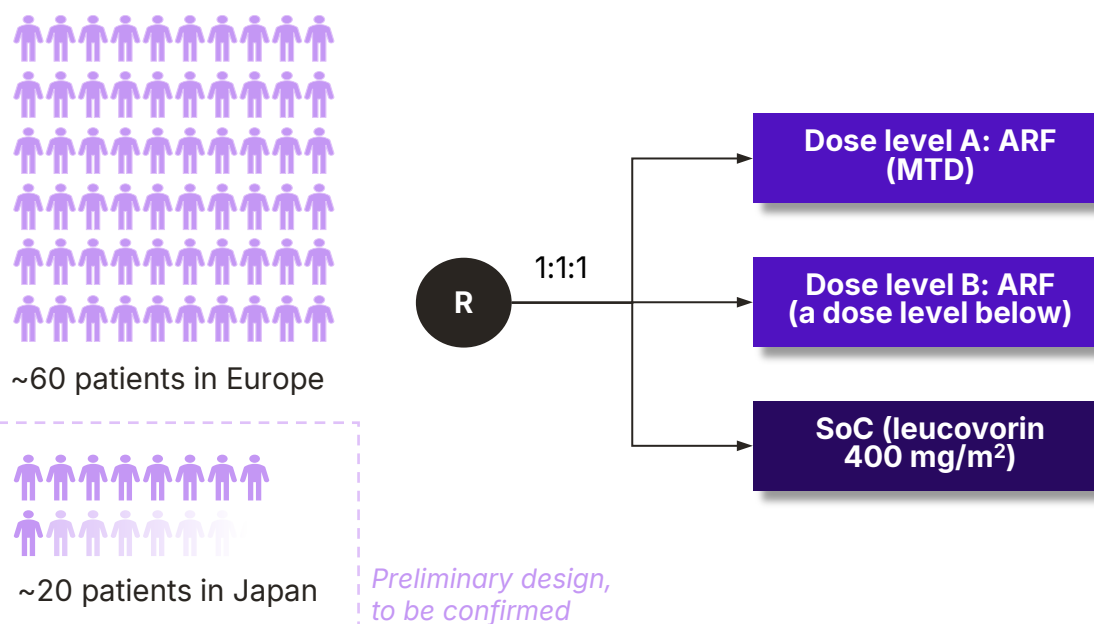 ~60 patients in Europe
~20 patients in Japan
Preliminary design,
to be confirmed
R
1:1:1
Dose level A: ARF
(MTD)
Dose level B: ARF
(a dose level below)
SoC (leucovorin
400 mg/m²)